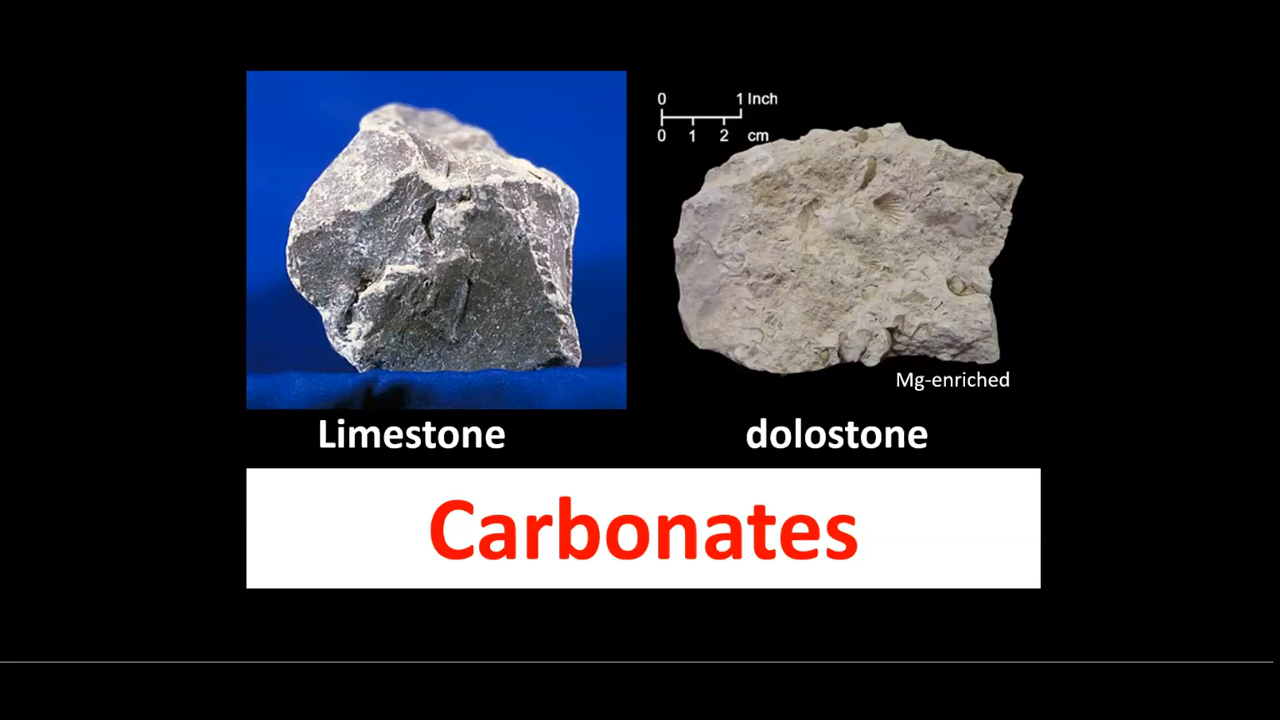 0 1 Inch
0 1 2 cm
Mg-enriched
Limestone dolostone
Carbonates